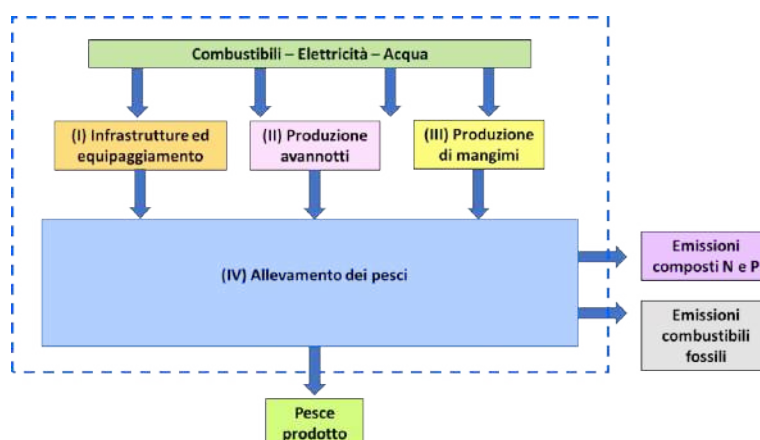 Combustibili – Elettricità – Acqua
(I) Infrastrutture ed
equipaggiamento
(II) Produzione
avannotti
(III) Produzione
di mangimi
(IV) Allevamento dei pesci
Emissioni
composti N e P
Emissioni
combustibili
fossili
Pesce
prodotto